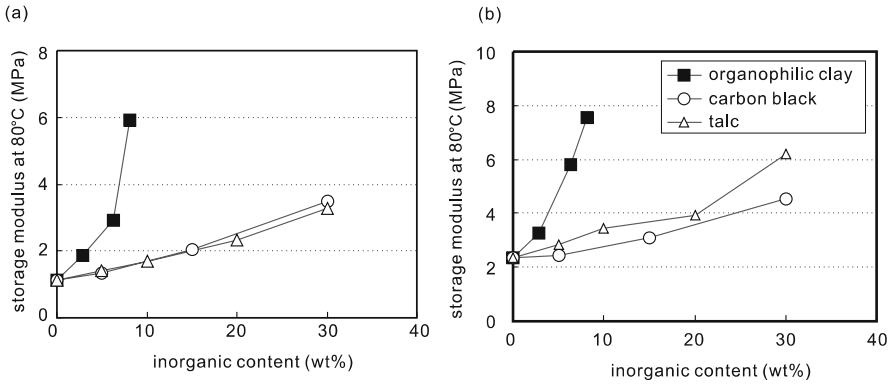 (a)
storage modulus at 80°C (MPa)
8
6
4
2
0
0
10
20
30
40
inorganic content (wt%)
(b)
storage modulus at 80°C (MPa)
10
8
6
4
2
0
organophilic clay
carbon black
talc
0
10
20
30
40
inorganic content (wt%)